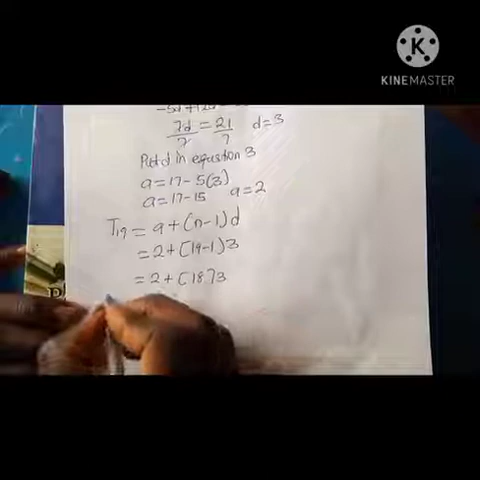 K
KINEMASTER
7d/7 = 21/7 d=3
Put d in equation 3
a=17-5(3)
a=17-15 a=2
T19 = a+(n-1)d
=2+(19-1)3
=2+(18)3